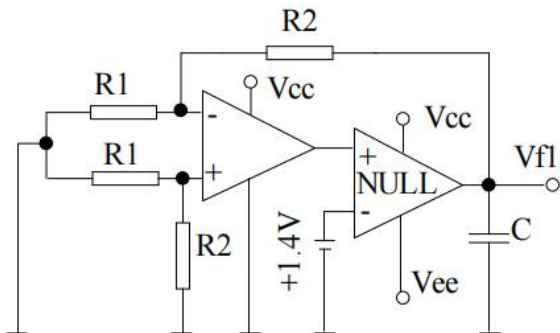 R2
R1
Vcc
-
Vcc
R1
+
+
NULL
Vf1
-
R2
+1.4V
C
Vee